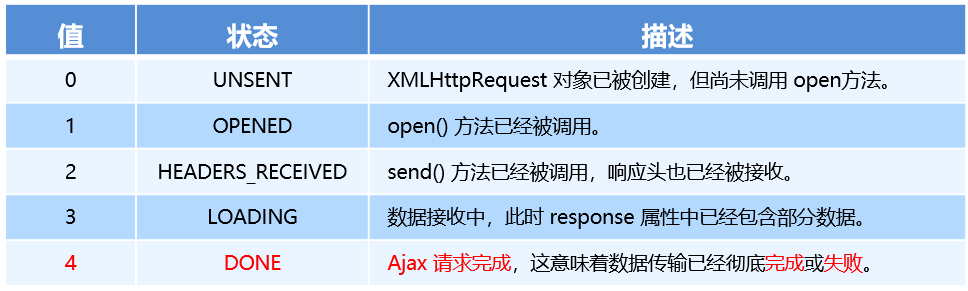 值 状态 描述
0 UNSENT XMLHttpRequest 对象已被创建，但尚未调用 open方法。
1 OPENED open() 方法已经被调用。
2 HEADERS_RECEIVED send() 方法已经被调用，响应头也已经被接收。
3 LOADING 数据接收中，此时 response 属性中已经包含部分数据。
4 DONE Ajax 请求完成，这意味着数据传输已经彻底完成或失败。